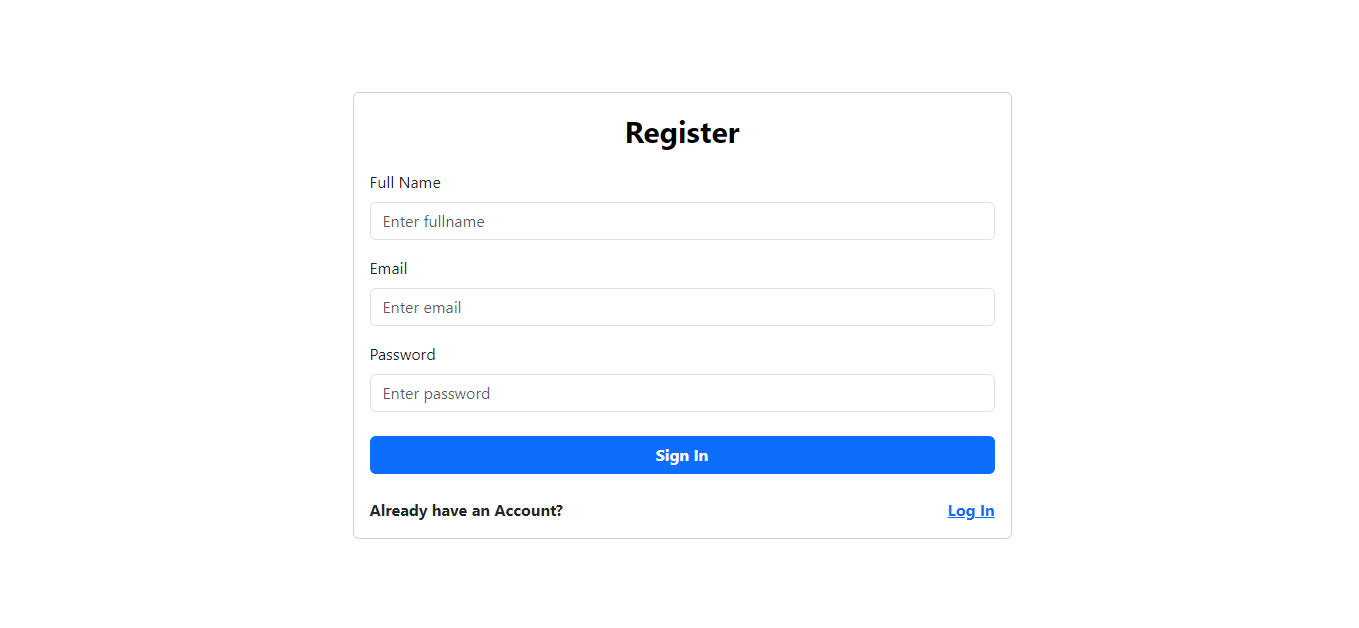 Register
Full Name
Enter fullname
Email
Enter email
Password
Enter password
Sign In
Already have an Account? Log In